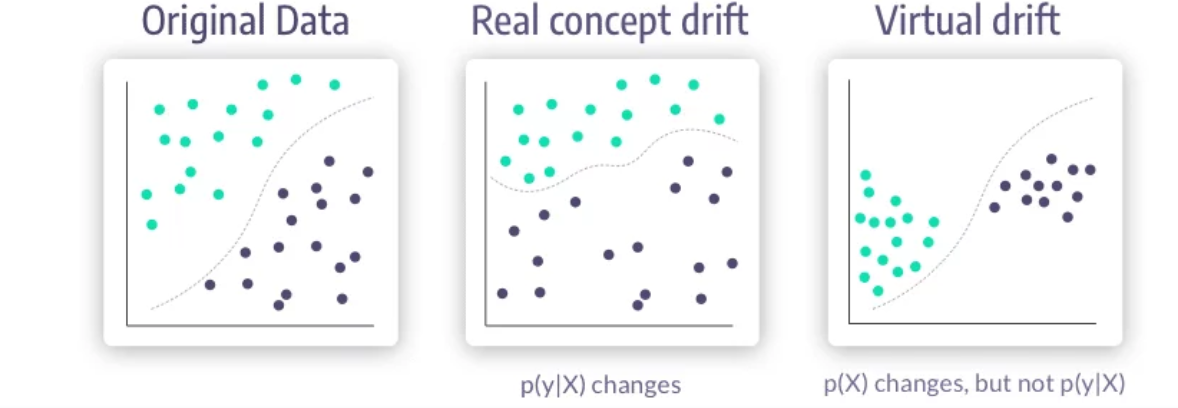 Original Data
Real concept drift
Virtual drift
p(y|X) changes
p(X) changes, but not p(y|X)